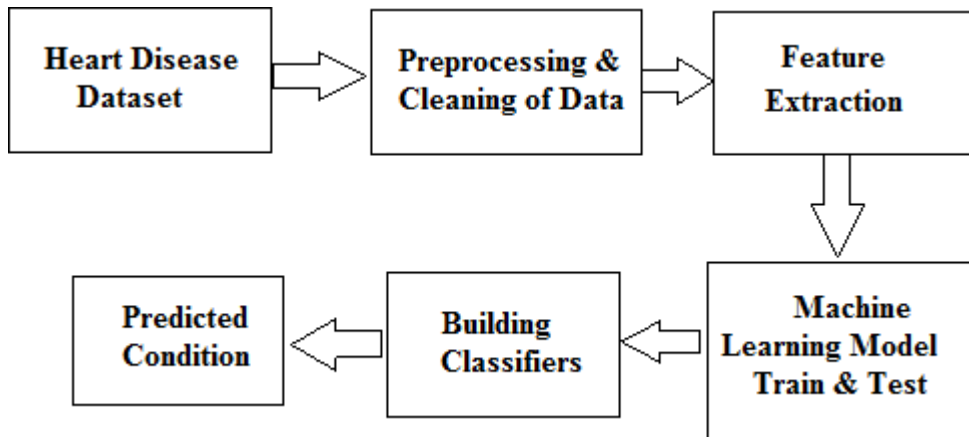 Heart Disease
Dataset
Preprocessing &
Cleaning of Data
Feature
Extraction
Machine
Learning Model
Train & Test
Building
Classifiers
Predicted
Condition